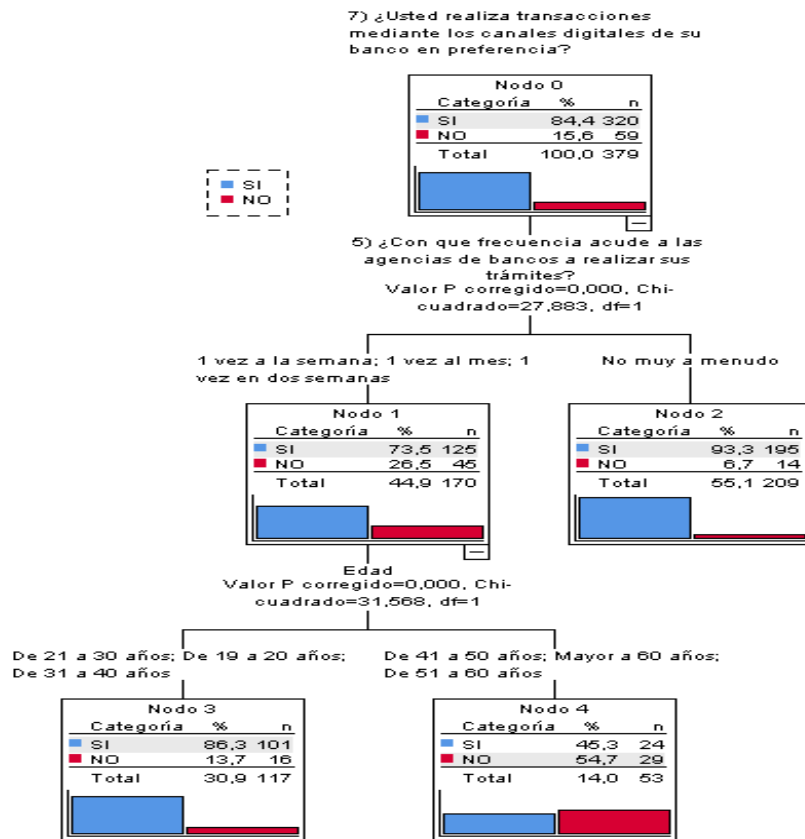 7) ¿Usted realiza transacciones
mediante los canales digitales de su
banco en preferencia?
Nodo 0
Categoría % n
SI 84,4 320
NO 15,6 59
Total 100,0 379
SI
NO
5) ¿Con que frecuencia acude a las
agencias de bancos a realizar sus
trámites?
Valor P corregido=0,000, Chi-
cuadrado=27,883, df=1
1 vez a la semana; 1 vez al mes; 1
vez en dos semanas
No muy a menudo
Nodo 1
Categoría % n
SI 73,5 125
NO 26,5 45
Total 44,9 170
Nodo 2
Categoría % n
SI 93,3 195
NO 6,7 14
Total 55,1 209
Edad
Valor P corregido=0,000, Chi-
cuadrado=31,568, df=1
De 21 a 30 años; De 19 a 20 años;
De 31 a 40 años
De 41 a 50 años; Mayor a 60 años;
De 51 a 60 años
Nodo 3
Categoría % n
SI 86,3 101
NO 13,7 16
Total 30,9 117
Nodo 4
Categoría % n
SI 45,3 24
NO 54,7 29
Total 14,0 53